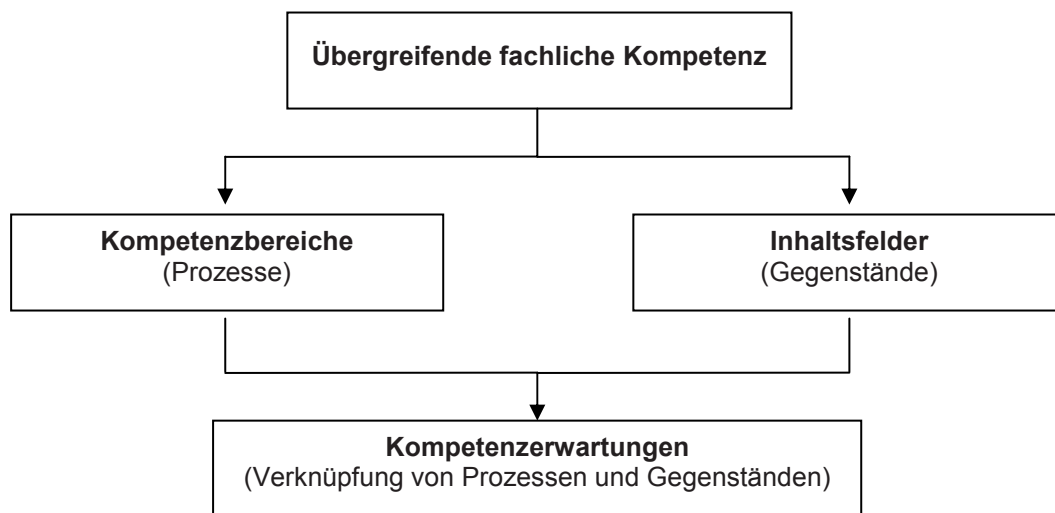 Übergreifende fachliche Kompetenz
Kompetenzbereiche
(Prozesse)
Inhaltsfelder
(Gegenstände)
Kompetenzerwartungen
(Verknüpfung von Prozessen und Gegenständen)